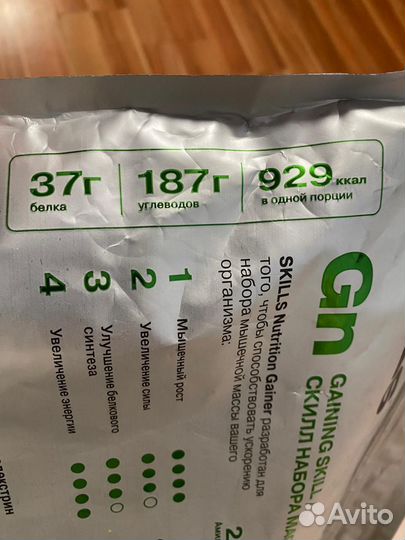 37г
белка
187г
углеводов
929 ккал
в одной порции
Gn
GAINING SKILL
СКИЛЛ НАБОРА
SKILLS Nutrition Gainer разработан для
того, чтобы способствовать ускорению
набора мышечной массы вашего
организма:
1 Мышечный рост
2 Увеличение силы
3 Улучшение белкового
синтеза
4 Увеличение энергии
Avito